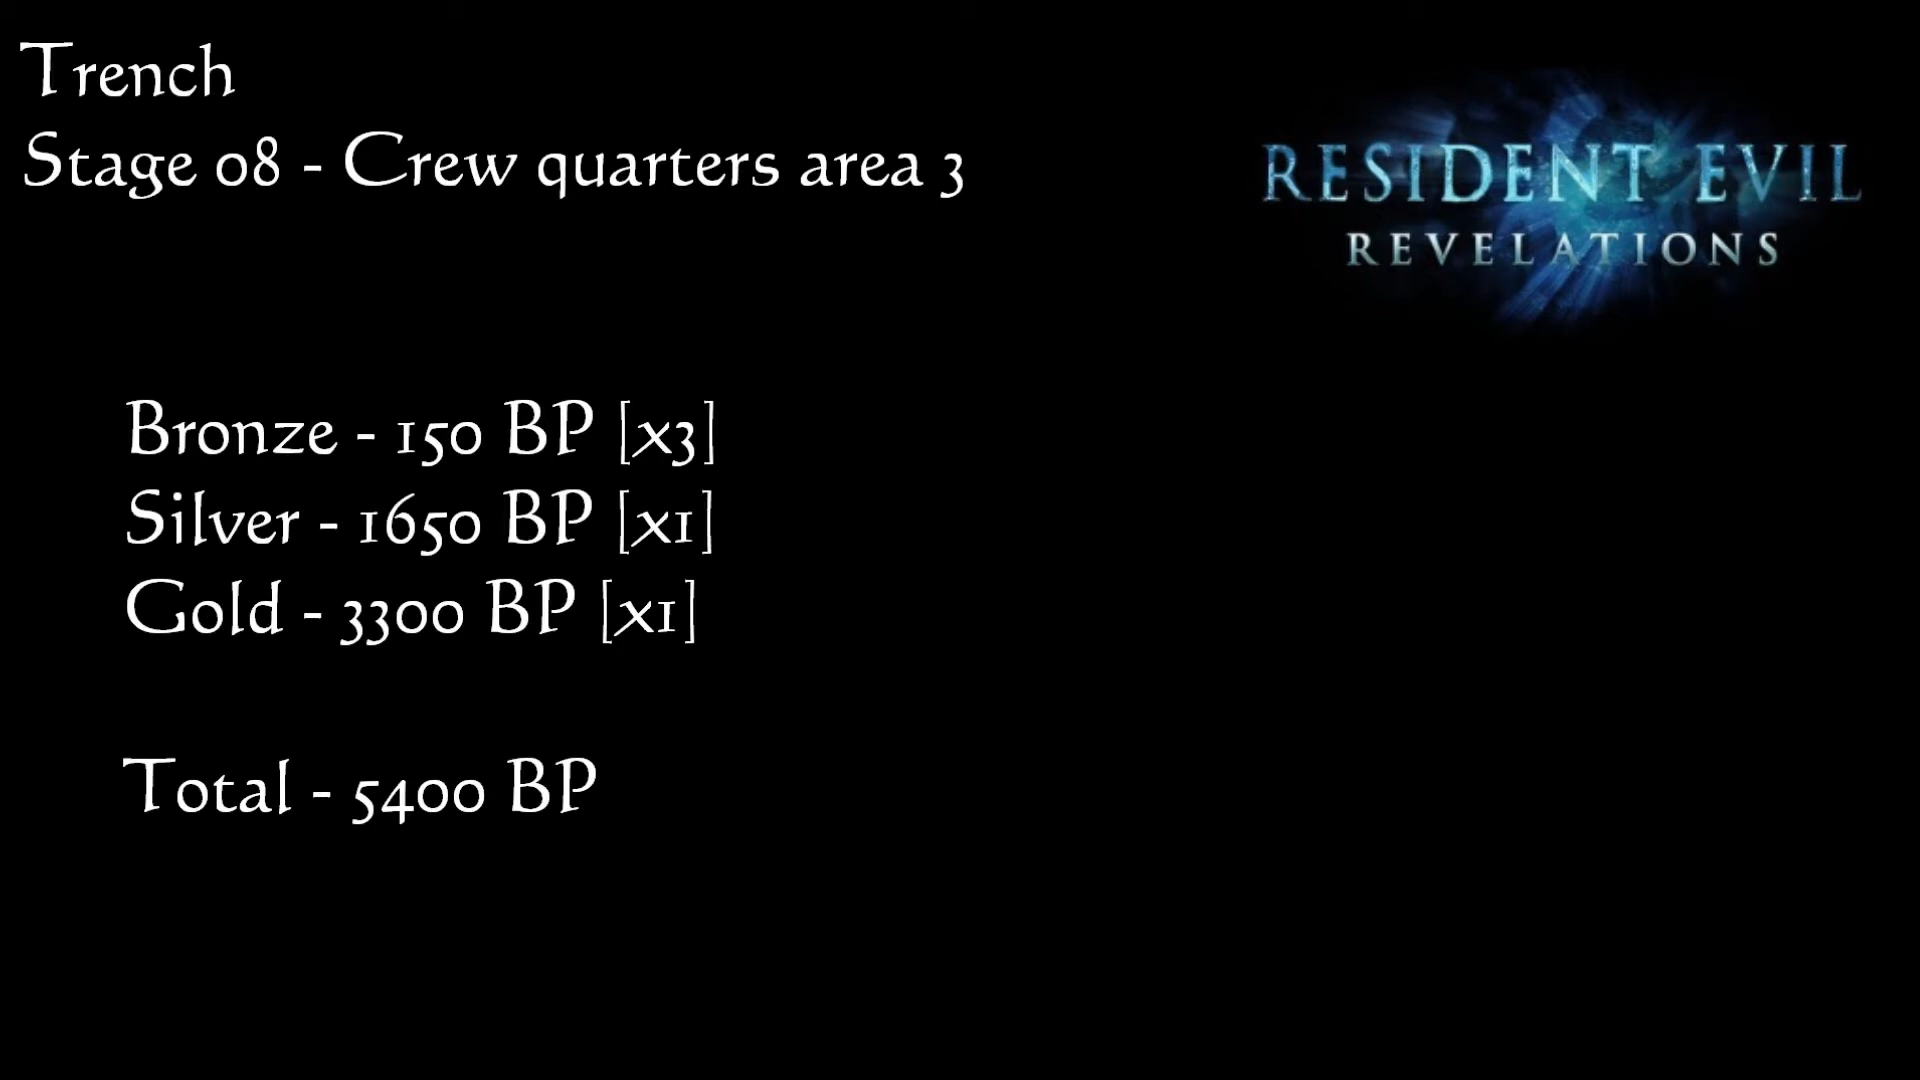 Trench
Stage 08 - Crew quarters area 3
RESIDENT EVIL
REVELATIONS
Bronze - 150 BP [x3]
Silver - 1650 BP [x1]
Gold - 3300 BP [x1]
Total - 5400 BP